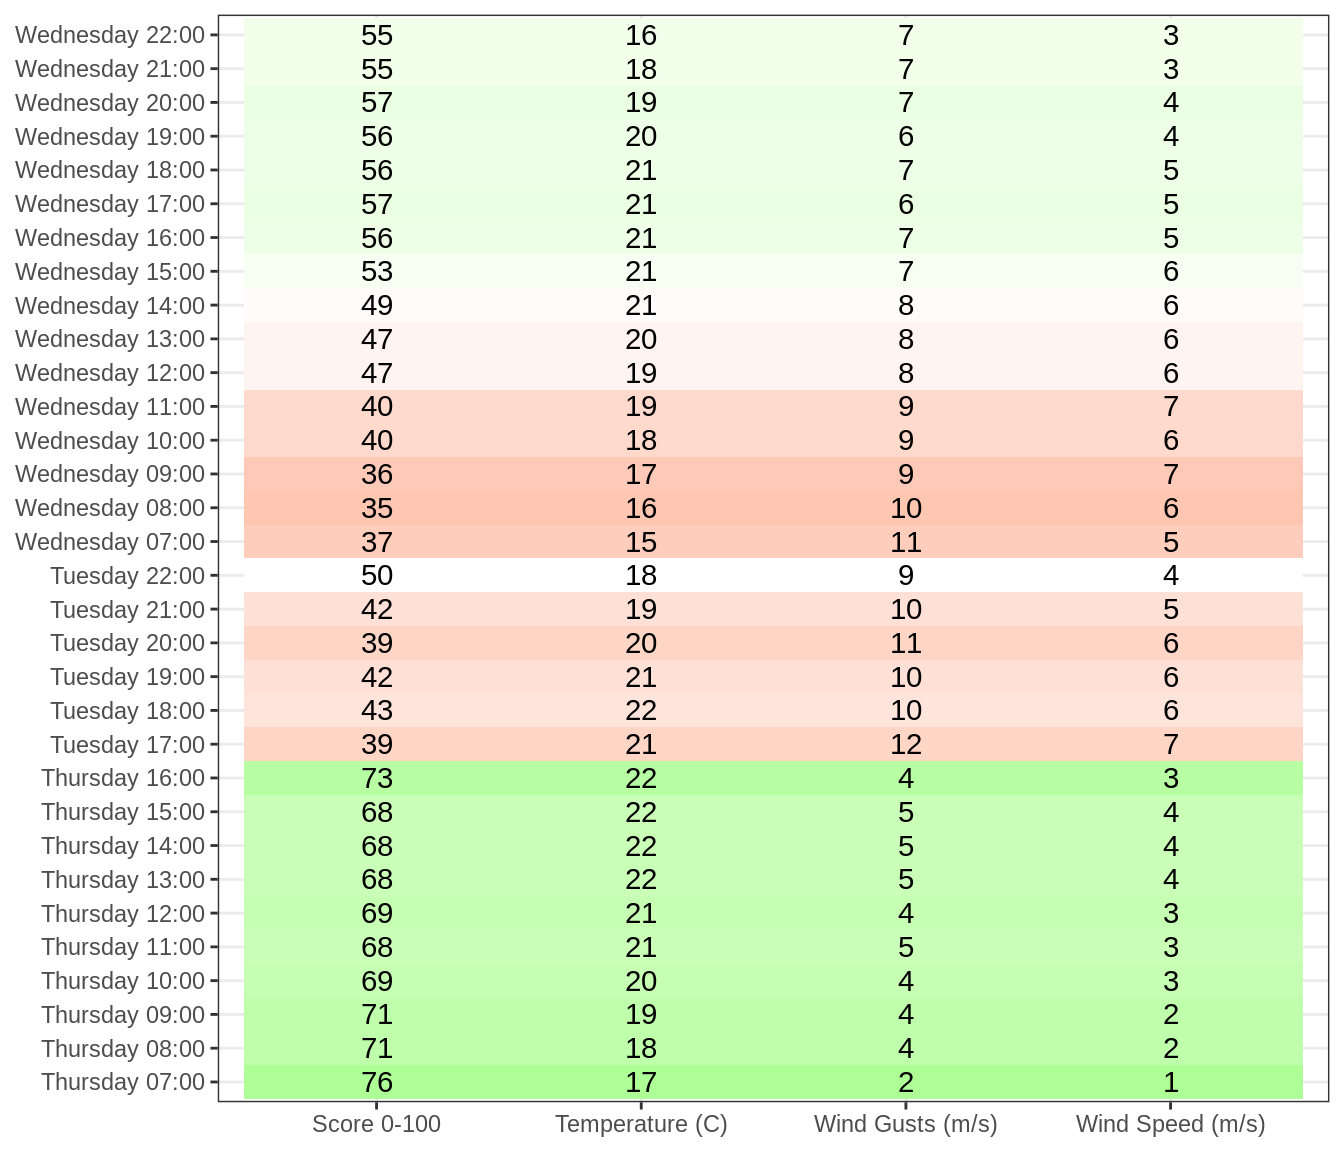 Wednesday 22:00 55 16 7 3
Wednesday 21:00 55 18 7 3
Wednesday 20:00 57 19 7 4
Wednesday 19:00 56 20 6 4
Wednesday 18:00 56 21 7 5
Wednesday 17:00 57 21 6 5
Wednesday 16:00 56 21 7 5
Wednesday 15:00 53 21 7 6
Wednesday 14:00 49 21 8 6
Wednesday 13:00 47 20 8 6
Wednesday 12:00 47 19 8 6
Wednesday 11:00 40 19 9 7
Wednesday 10:00 40 18 9 6
Wednesday 09:00 36 17 9 7
Wednesday 08:00 35 16 10 6
Wednesday 07:00 37 15 11 5
Tuesday 22:00 50 18 9 4
Tuesday 21:00 42 19 10 5
Tuesday 20:00 39 20 11 6
Tuesday 19:00 42 21 10 6
Tuesday 18:00 43 22 10 6
Tuesday 17:00 39 21 12 7
Thursday 16:00 73 22 4 3
Thursday 15:00 68 22 5 4
Thursday 14:00 68 22 5 4
Thursday 13:00 68 22 5 4
Thursday 12:00 69 21 4 3
Thursday 11:00 68 21 5 3
Thursday 10:00 69 20 4 3
Thursday 09:00 71 19 4 2
Thursday 08:00 71 18 4 2
Thursday 07:00 76 17 2 1
Score 0-100 Temperature (C) Wind Gusts (m/s) Wind Speed (m/s)